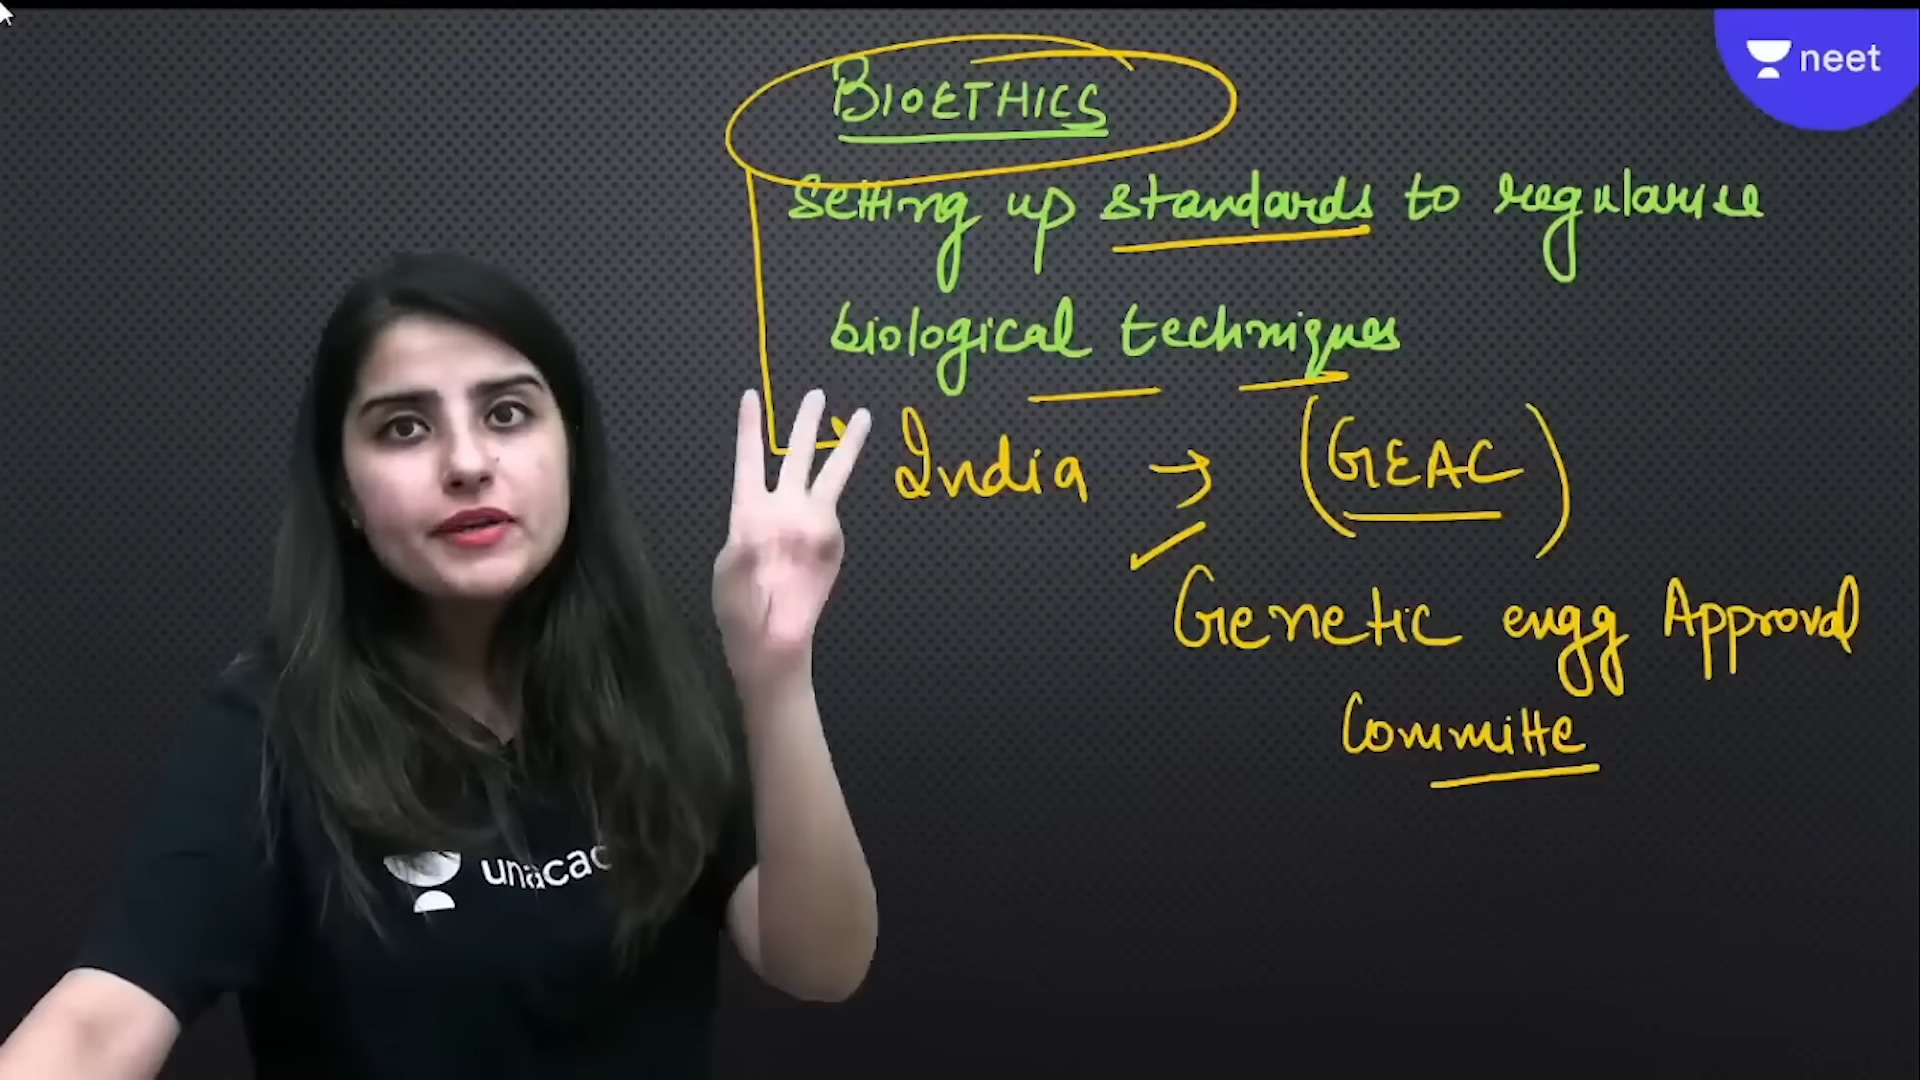 neet
BIOETHICS
Setting up standards to regularise
biological techniques
India → (GEAC)
Genetic engg Approval
Committe
unacad